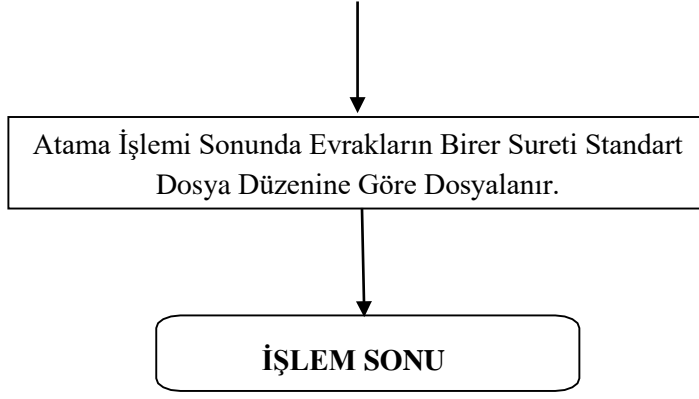 Atama İşlemi Sonunda Evrakların Birer Sureti Standart
Dosya Düzenine Göre Dosyalanır.
İŞLEM SONU